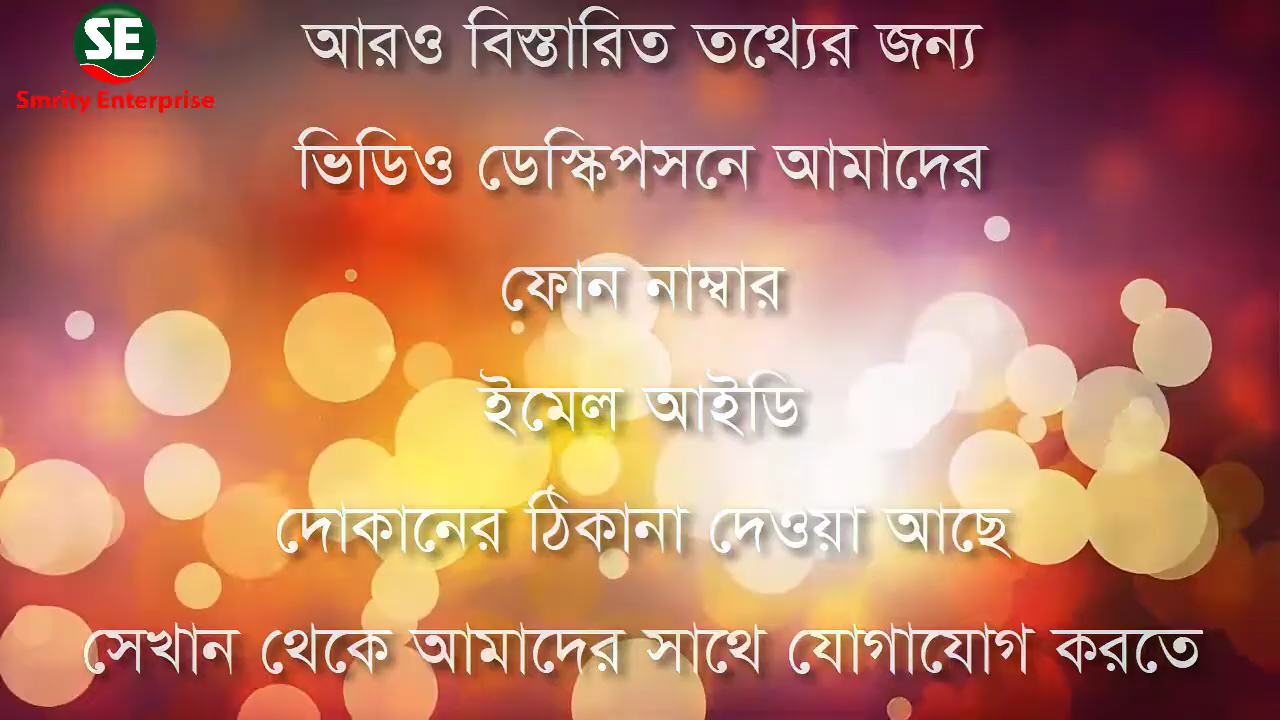 SE
Smrity Enterprise
আরও বিস্তারিত তথ্যের জন্য
ভিডিও ডেস্কিপসনে আমাদের
ফোন নাম্বার
ইমেল আইডি
দোকানের ঠিকানা দেওয়া আছে
সেখান থেকে আমাদের সাথে যোগাযোগ করতে